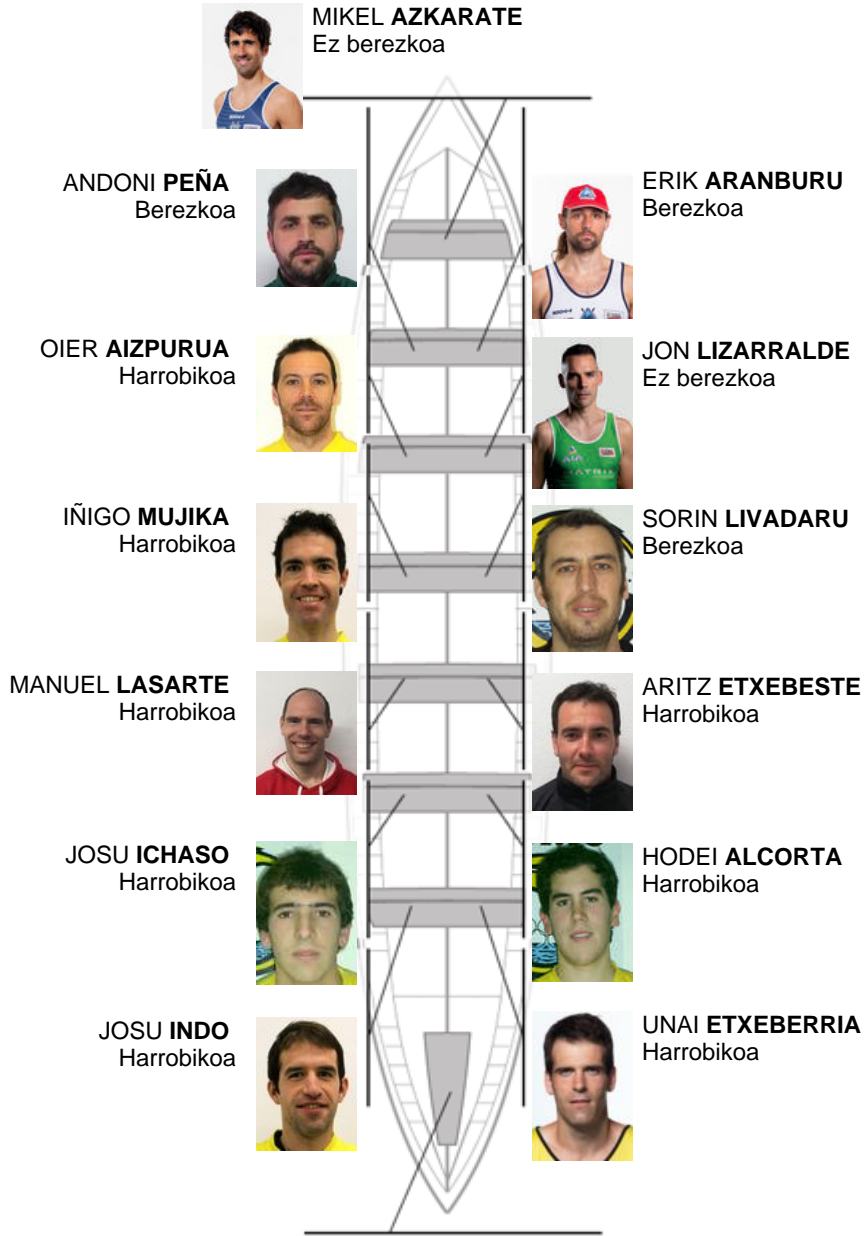 MIKEL AZKARATE
Ez berezkoa
ANDONI PEÑA
Berezkoa
ERIK ARANBURU
Berezkoa
OIER AIZPURUA
Harrobikoa
JON LIZARRALDE
Ez berezkoa
IÑIGO MUJIKA
Harrobikoa
SORIN LIVADARU
Berezkoa
MANUEL LASARTE
Harrobikoa
ARITZ ETXEBESTE
Harrobikoa
JOSU ICHASO
Harrobikoa
HODEI ALCORTA
Harrobikoa
JOSU INDO
Harrobikoa
UNAI ETXEBERRIA
Harrobikoa